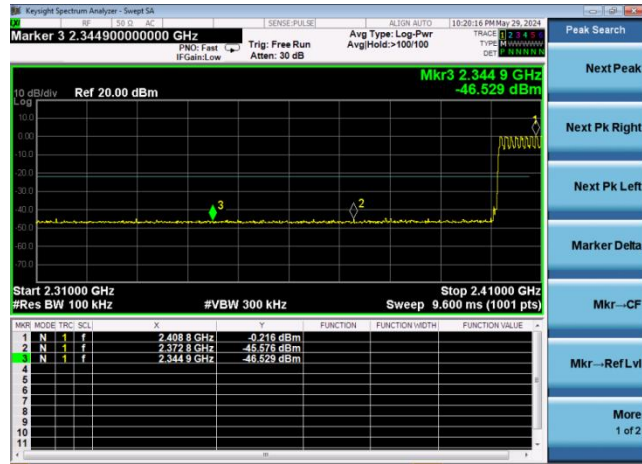 Keysight Spectrum Analyzer - Swept SA
RF 50 Ω AC SENSE:PULSE ALIGN AUTO 10:20:16 PM May 29, 2024
Marker 3 2.344900000000 GHz
PNO: Fast
IFGain:Low
Trig: Free Run
Atten: 30 dB
Avg Type: Log-Pwr
Avg|Hold:>100/100
TRACE 1 2 3 4 5 6
TYPE M WWWWW
DET P NNNNN
Peak Search
Mkr3 2.344 9 GHz
-46.529 dBm
10 dB/div Ref 20.00 dBm
Log
10.0
0.00
-10.0
-20.0
-30.0
-40.0
-50.0
-60.0
-70.0
1
2
3
Start 2.31000 GHz
Stop 2.41000 GHz
#Res BW 100 kHz
#VBW 300 kHz
Sweep 9.600 ms (1001 pts)
MKR MODE TRC SCL X Y FUNCTION FUNCTION WIDTH FUNCTION VALUE
1 N 1 f 2.408 8 GHz -0.216 dBm
2 N 1 f 2.372 8 GHz -45.576 dBm
3 N 1 f 2.344 9 GHz -46.529 dBm
4
5
6
7
8
9
10
11
Next Peak
Next Pk Right
Next Pk Left
Marker Delta
Mkr→CF
Mkr→Ref Lvl
More
1 of 2